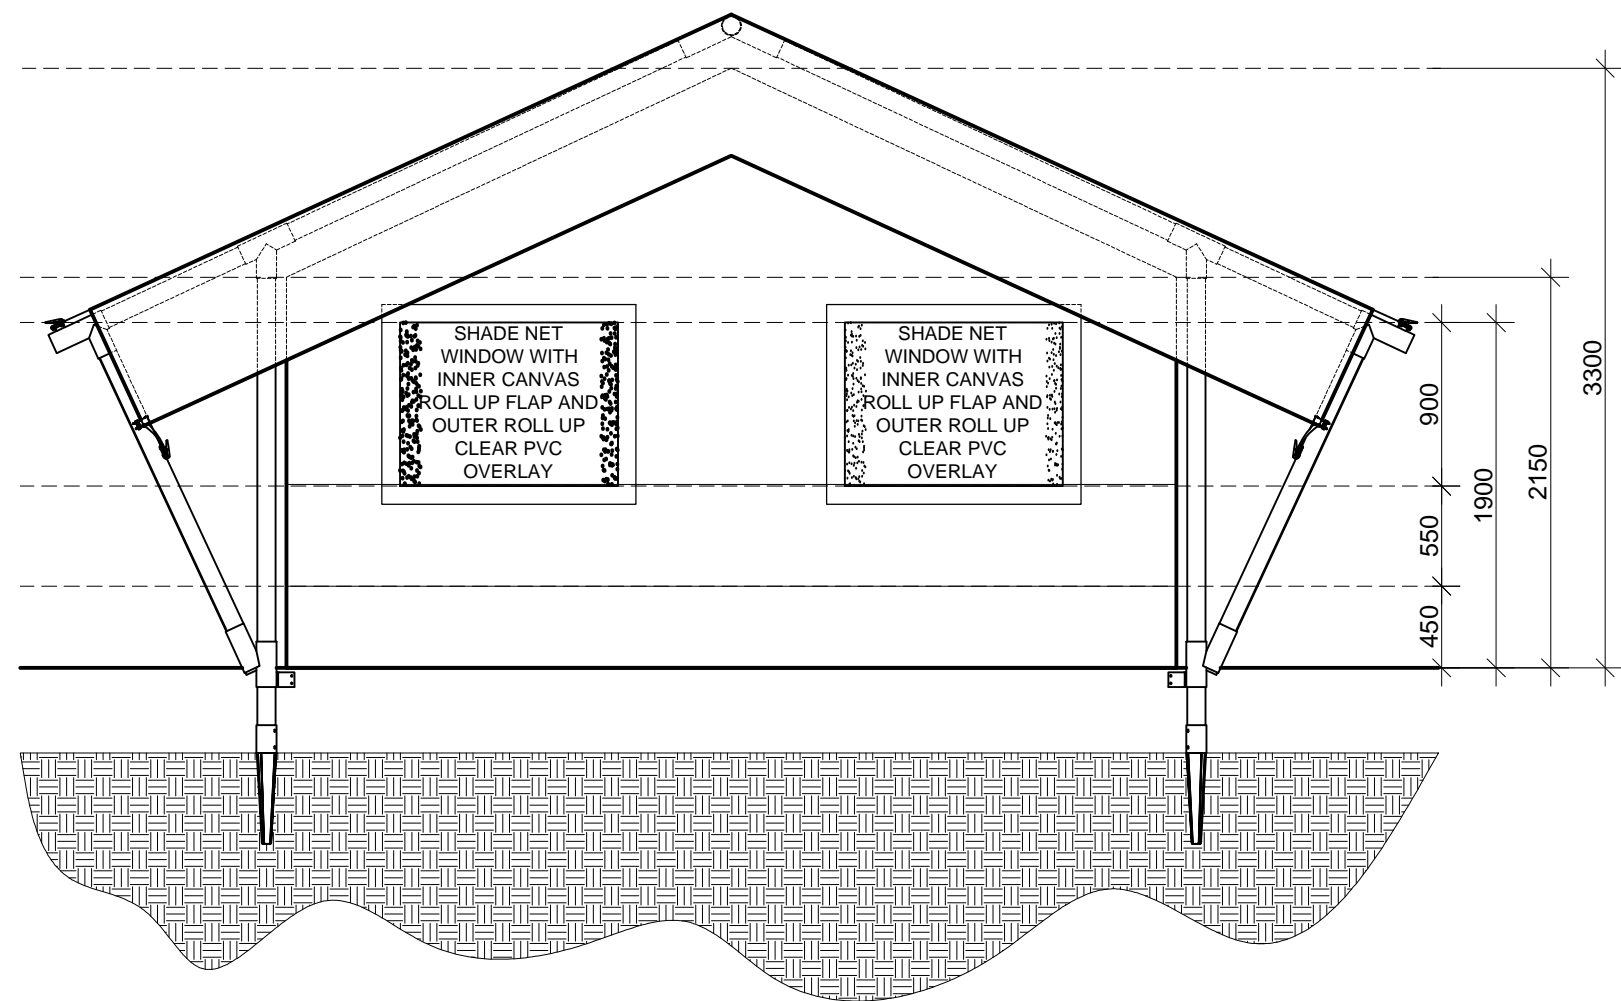 SHADE NET
WINDOW WITH
INNER CANVAS
ROLL UP FLAP AND
OUTER ROLL UP
CLEAR PVC
OVERLAY
SHADE NET
WINDOW WITH
INNER CANVAS
ROLL UP FLAP AND
OUTER ROLL UP
CLEAR PVC
OVERLAY
900
550
450
1900
2150
3300